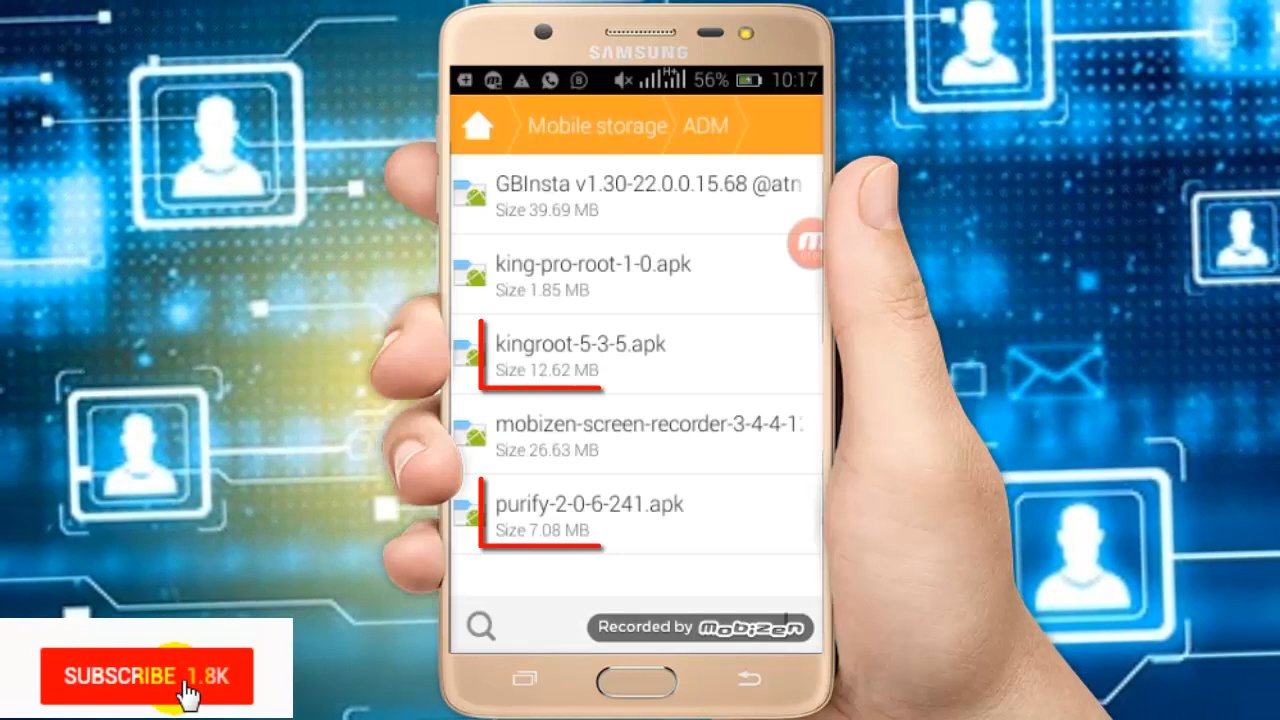 SAMSUNG
H+
56% 10:17
Mobile storage ADM
GBInsta v1.30-22.0.0.15.68 @atn
Size 39.69 MB
king-pro-root-1-0.apk
Size 1.85 MB
kingroot-5-3-5.apk
Size 12.62 MB
mobizen-screen-recorder-3-4-4-1
Size 26.63 MB
purify-2-0-6-241.apk
Size 7.08 MB
Recorded by mobizen
SUBSCRIBE 1.8K